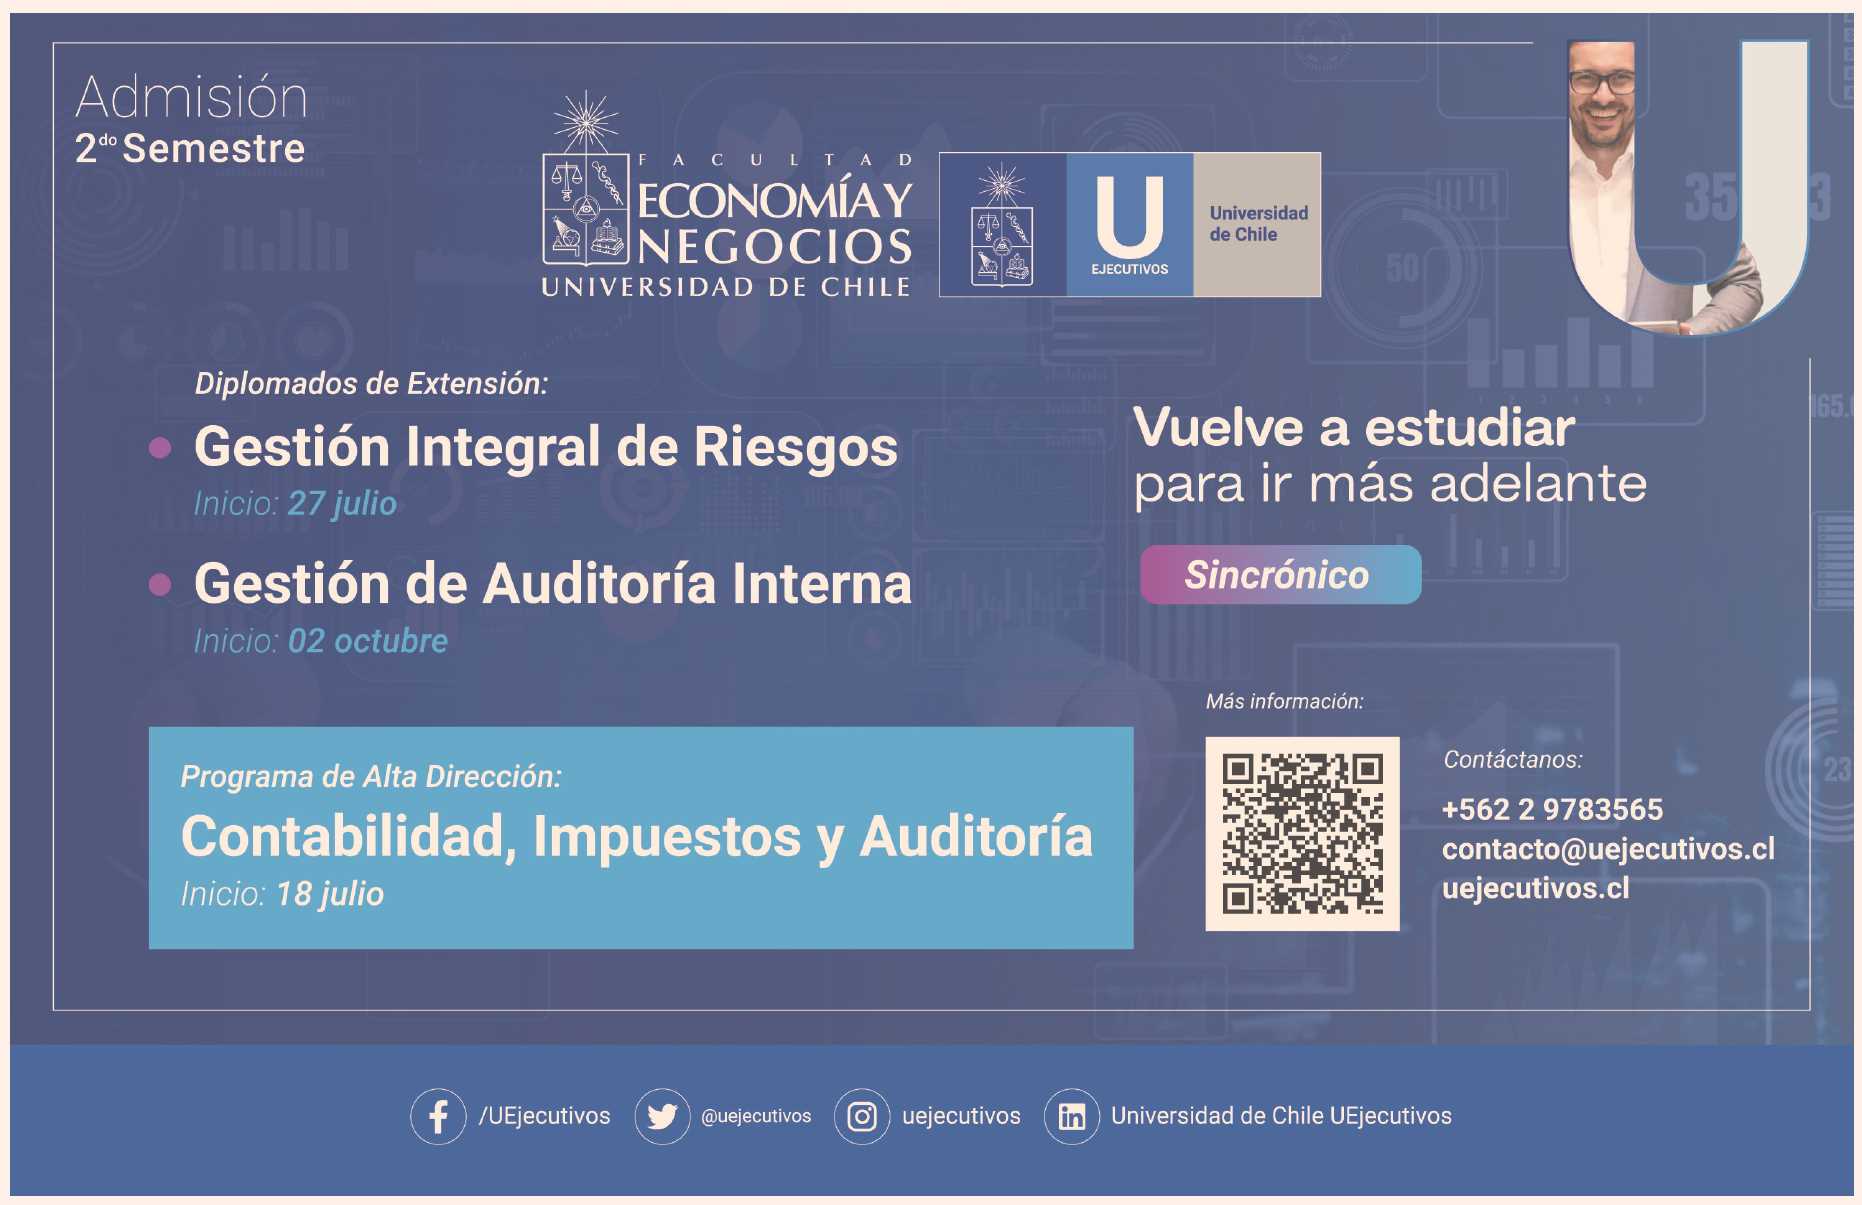 Admisión
2do Semestre
FACULTAD
ECONOMÍA Y
NEGOCIOS
UNIVERSIDAD DE CHILE
U
EJECUTIVOS
Universidad
de Chile
Diplomados de Extensión:
Gestión Integral de Riesgos
Inicio: 27 julio
Gestión de Auditoría Interna
Inicio: 02 octubre
Vuelve a estudiar
para ir más adelante
Sincrónico
Programa de Alta Dirección:
Contabilidad, Impuestos y Auditoría
Inicio: 18 julio
Más información:
Contáctanos:
+562 2 9783565
contacto@uejecutivos.cl
uejecutivos.cl
50
23
/UEjecutivos
@uejecutivos
uejecutivos
Universidad de Chile UEjecutivos